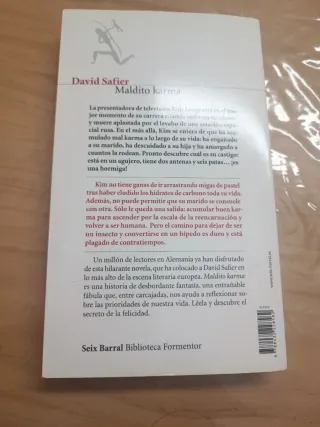 David Safier
Maldito karma
La presentadora de televisión Kim Lange está en el me-
jor momento de su carrera
y muere aplastada por el lavabo de una estación espa-
cial rusa. En el más allá, Kim se entera de que ha acu-
mulado mal karma a lo largo de su vida: ha engañado
a su marido, ha descuidado a su hija y ha amargado
a cuantos la rodean. Pronto descubre cuál es su castigo:
está en un agujero, tiene dos antenas y seis patas… ¡es
una hormiga!
Kim no tiene ganas de ir arrastrando migas de pastel
tras haber eludido los hidratos de carbono toda su vida.
Además, no puede permitir que su marido se consuele
con otra. Sólo le queda una salida: acumular buen kar-
ma para ascender por la escala de la reencarnación y
volver a ser humana. Pero el camino para dejar de ser
un insecto y convertirse en un bípedo es duro y está
plagado de contratiempos.
Un millón de lectores en Alemania ya han disfrutado
de esta hilarante novela, que ha colocado a David Safier en
lo más alto de la escena literaria europea. Maldito karma
es una historia de desbordante fantasía, una entrañable
fábula que, entre carcajadas, nos ayuda a reflexionar so-
bre las prioridades de nuestra vida. Léela y descubre el
secreto de la felicidad.
Seix Barral Biblioteca Formentor